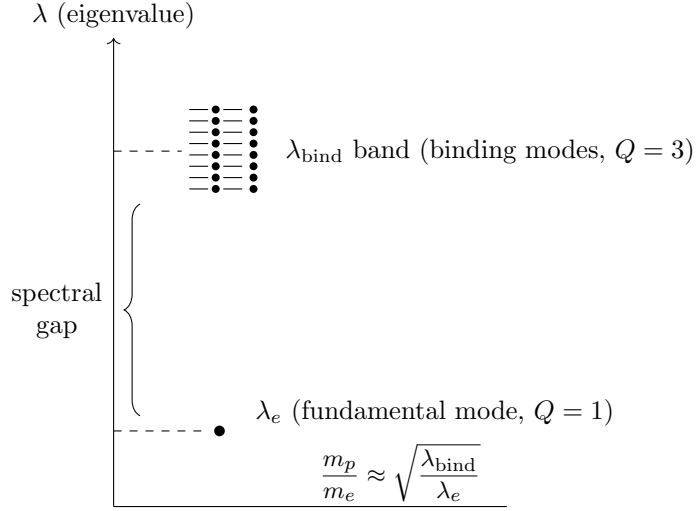 λ (eigenvalue)
λ_bind band (binding modes, Q = 3)
spectral
gap
λ_e (fundamental mode, Q = 1)
m_p/m_e ≈ √(λ_bind/λ_e)